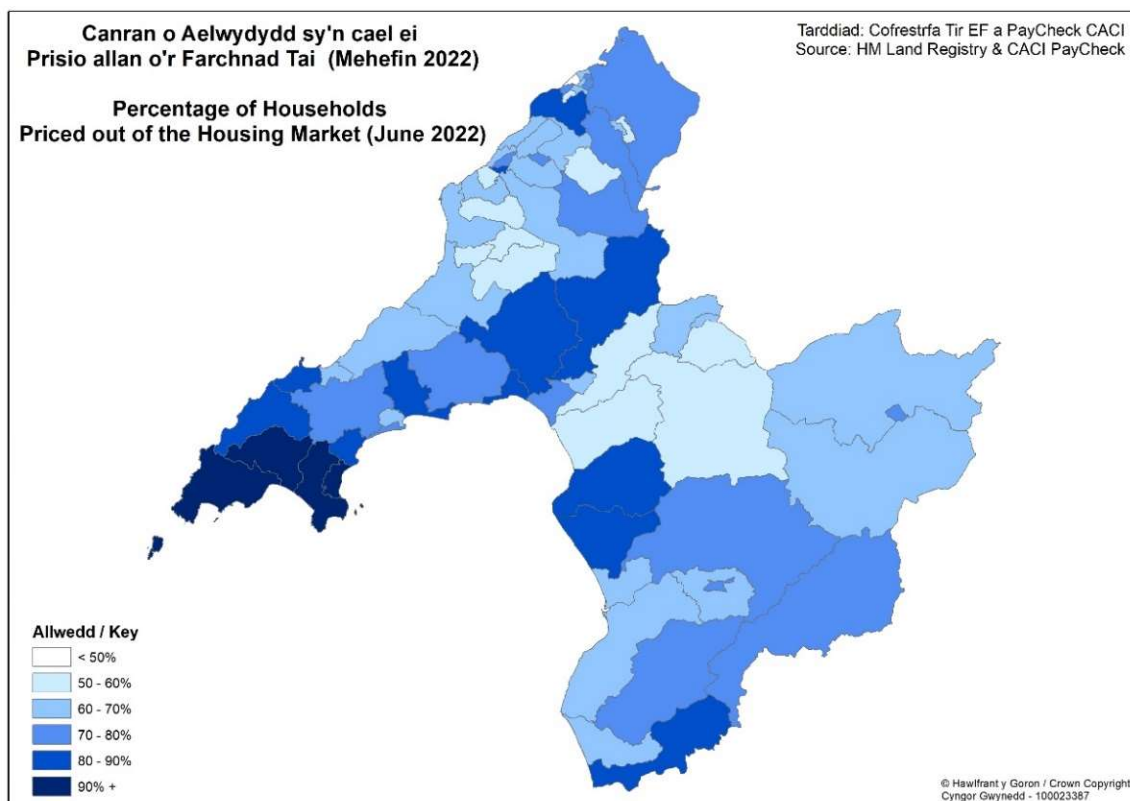 Canran o Aelwydydd sy'n cael ei
Prisio allan o'r Farchnad Tai (Mehefin 2022)
Percentage of Households
Priced out of the Housing Market (June 2022)
Tarddiad: Cofrestrfa Tir EF a PayCheck CACI
Source: HM Land Registry & CACI PayCheck
Allwedd / Key
< 50%
50 - 60%
60 - 70%
70 - 80%
80 - 90%
90% +
© Hawlfraint y Goron / Crown Copyright
Cyngor Gwynedd - 100023387